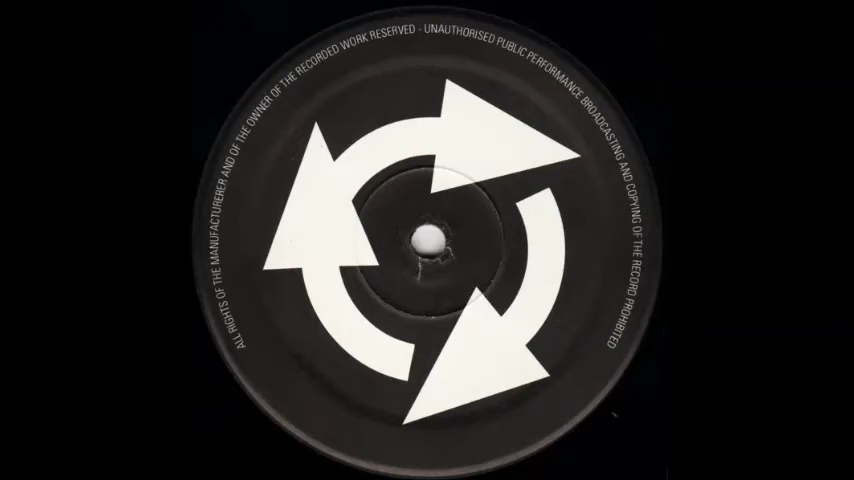 ALL RIGHTS OF THE MANUFACTURERER AND OF THE OWNER OF THE RECORDED WORK RESERVED - UNAUTHORISED PUBLIC PERFORMANCE BROADCASTING AND COPYING OF THE RECORD PROHIBITED